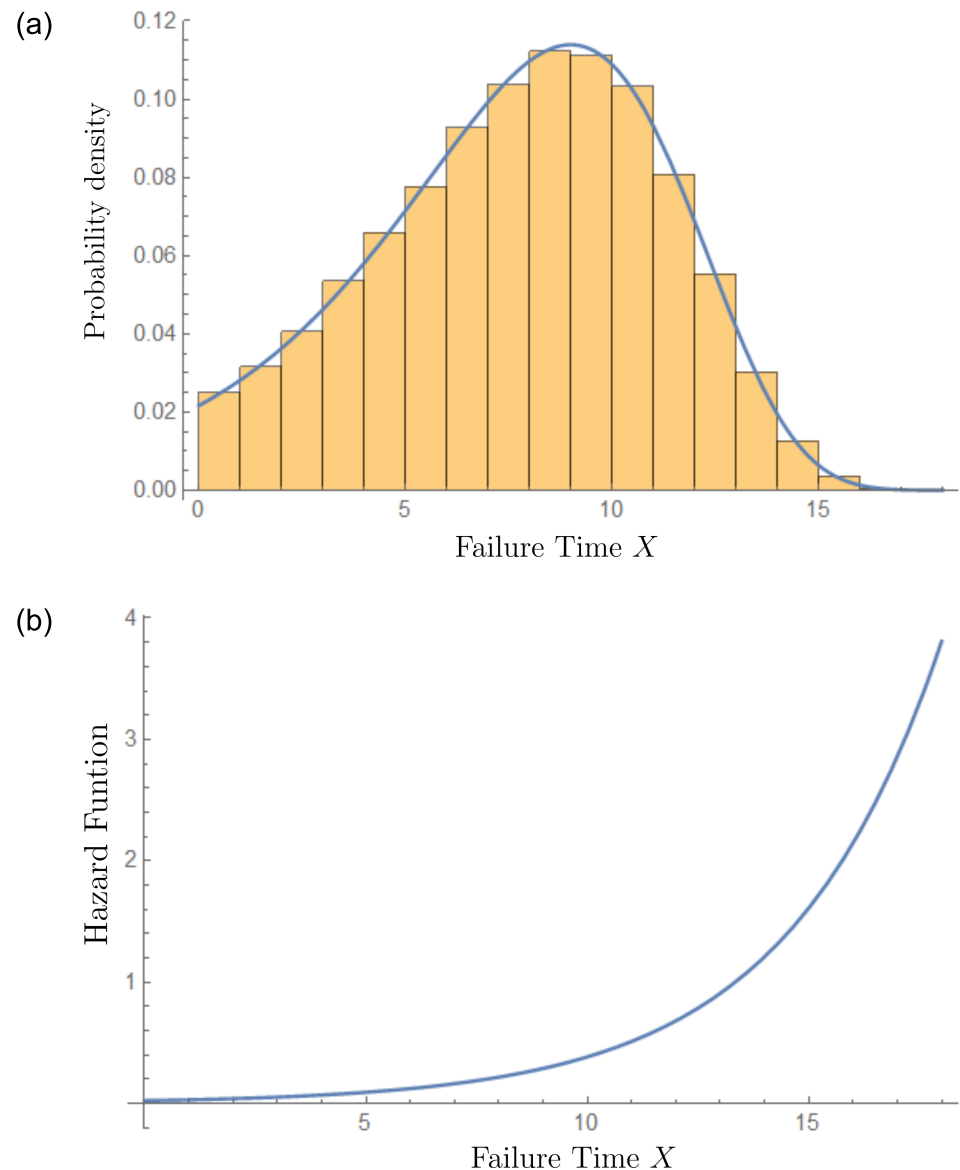 (a)
0.12
0.10
0.08
0.06
0.04
0.02
0.00
Probability density
0 5 10 15
Failure Time X
(b)
4
3
2
1
Hazard Funtion
5 10 15
Failure Time X